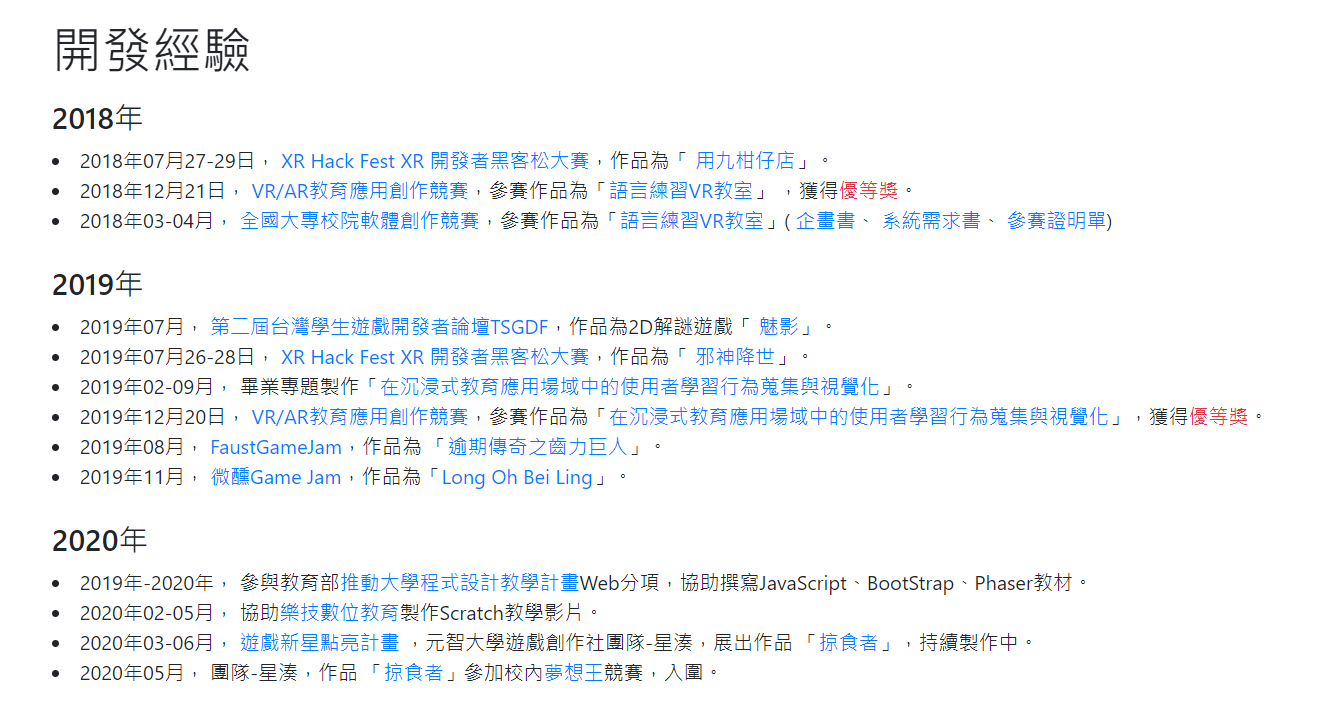 開發經驗
2018年
2018年07月27-29日， XR Hack Fest XR 開發者黑客松大賽，作品為「 用九柑仔店」。
2018年12月21日， VR/AR教育應用創作競賽，參賽作品為「語言練習VR教室」 ，獲得優等獎。
2018年03-04月， 全國大專校院軟體創作競賽，參賽作品為「語言練習VR教室」( 企畫書、 系統需求書、 參賽證明單)
2019年
2019年07月， 第二屆台灣學生遊戲開發者論壇TSGDF，作品為2D解謎遊戲「 魅影」。
2019年07月26-28日， XR Hack Fest XR 開發者黑客松大賽，作品為「 邪神降世」。
2019年02-09月， 畢業專題製作「在沉浸式教育應用場域中的使用者學習行為蒐集與視覺化」。
2019年12月20日， VR/AR教育應用創作競賽，參賽作品為「在沉浸式教育應用場域中的使用者學習行為蒐集與視覺化」，獲得優等獎。
2019年08月， FaustGameJam，作品為 「逾期傳奇之齒力巨人」。
2019年11月， 微醺Game Jam，作品為「Long Oh Bei Ling」。
2020年
2019年-2020年， 參與教育部推動大學程式設計教學計畫Web分項，協助撰寫JavaScript、BootStrap、Phaser教材。
2020年02-05月， 協助樂技數位教育製作Scratch教學影片。
2020年03-06月， 遊戲新星點亮計畫 ，元智大學遊戲創作社團隊-星湊，展出作品 「掠食者」，持續製作中。
2020年05月， 團隊-星湊，作品 「掠食者」參加校內夢想王競賽，入圍。